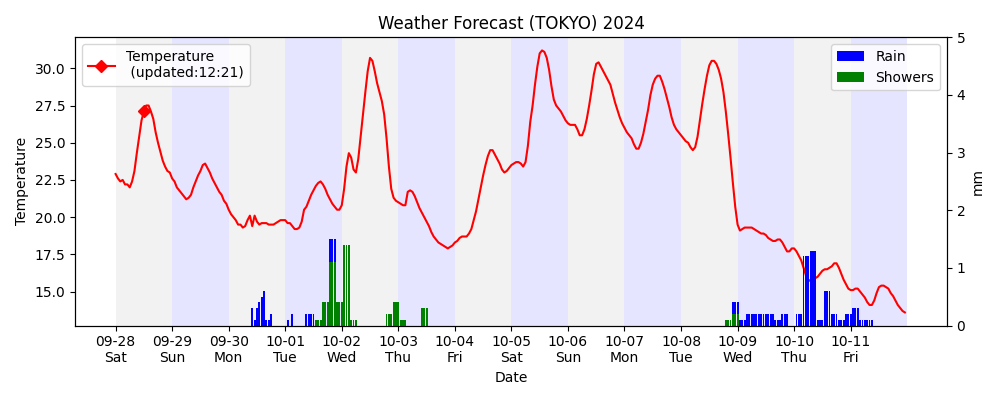 Weather Forecast (TOKYO) 2024
Temperature
(updated:12:21)
Rain
Showers
Temperature
30.0
27.5
25.0
22.5
20.0
17.5
15.0
5
4
3
2
1
0
mm
09-28 09-29 09-30 10-01 10-02 10-03 10-04 10-05 10-06 10-07 10-08 10-09 10-10 10-11
Sat Sun Mon Tue Wed Thu Fri Sat Sun Mon Tue Wed Thu Fri
Date